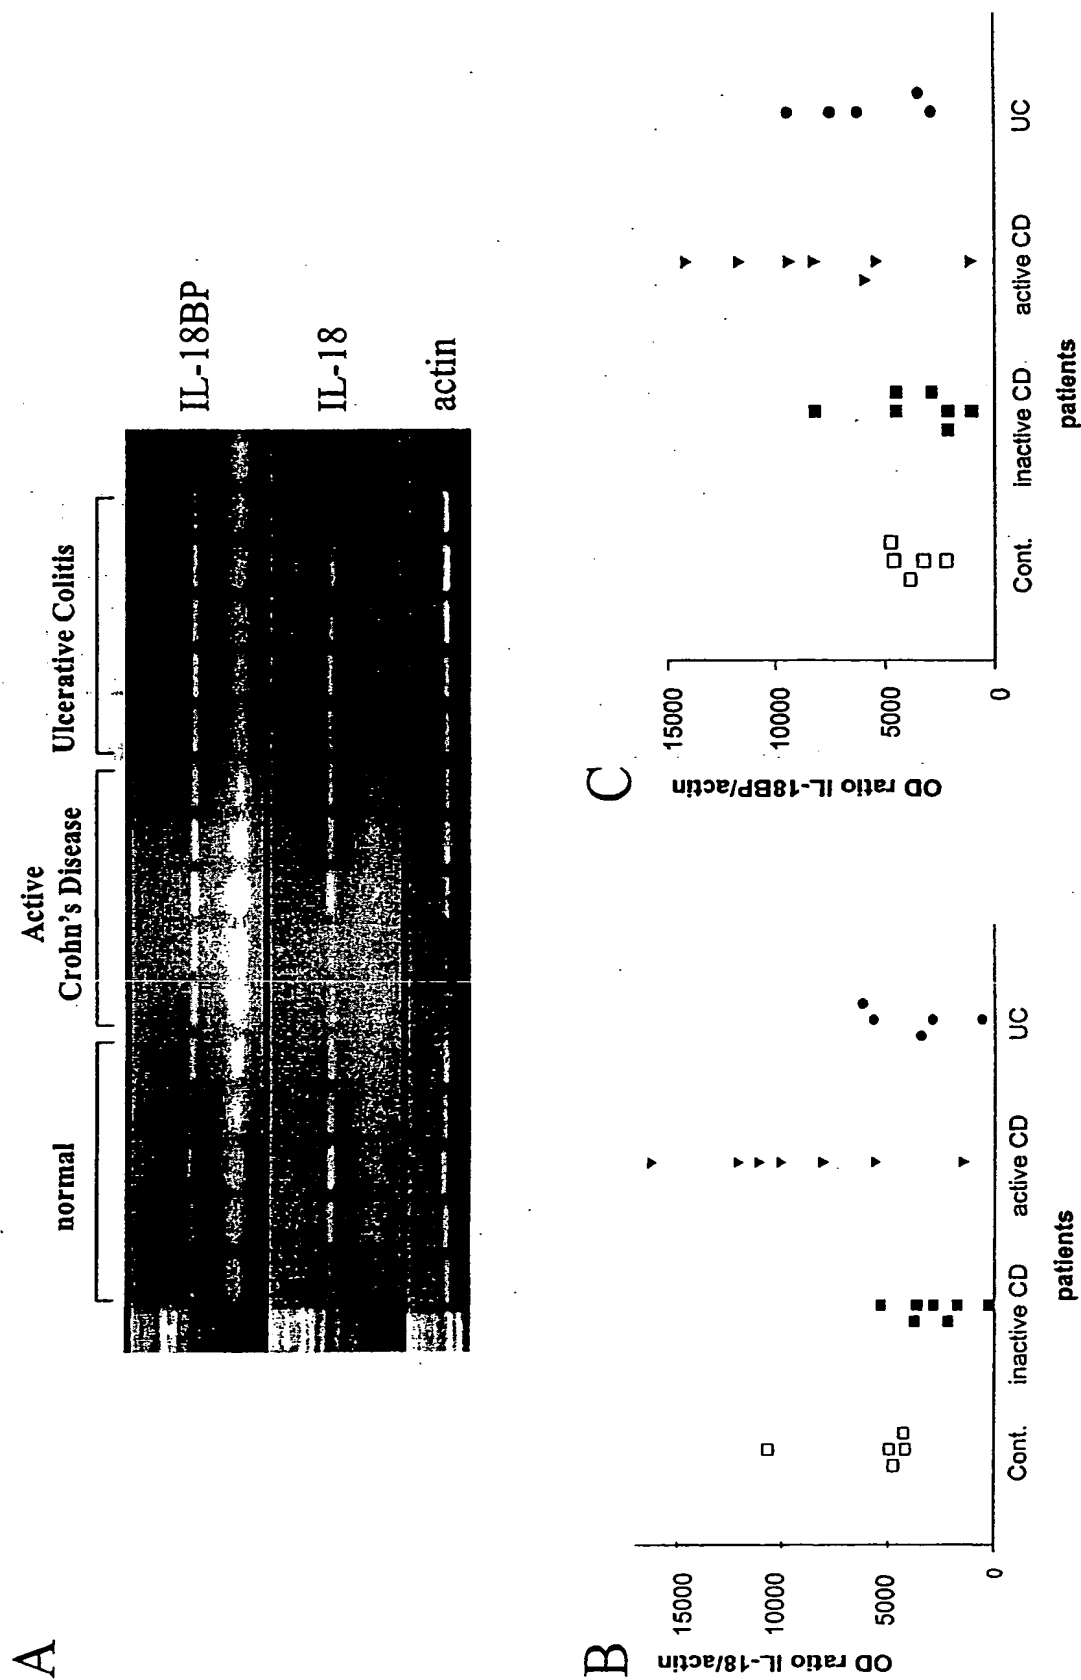 A
normal
Active
Crohn's Disease
Ulcerative Colitis
IL-18BP
IL-18
actin
B
OD ratio IL-18/actin
15000
10000
5000
0
Cont.
inactive CD
active CD
UC
patients
C
OD ratio IL-18BP/actin
15000
10000
5000
0
Cont.
inactive CD
active CD
UC
patients